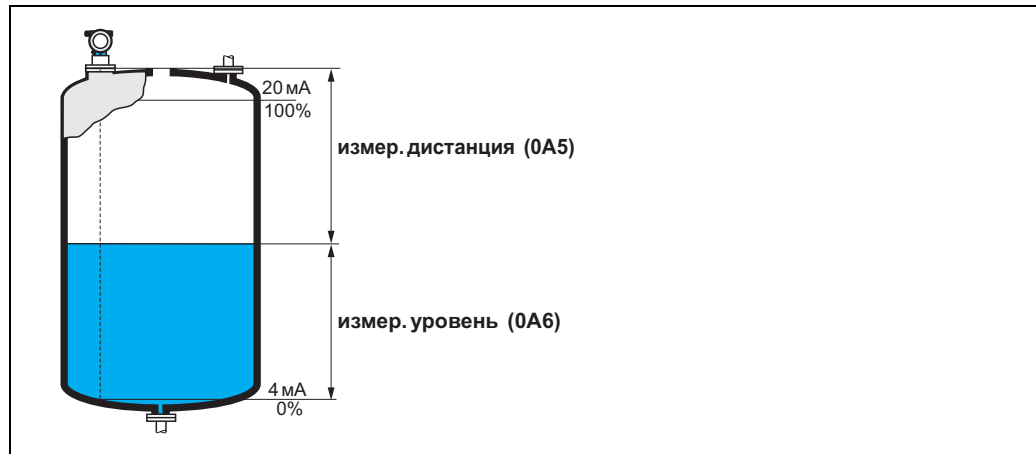 20 мА
100%
измер. дистанция (0A5)
измер. уровень (0A6)
4 мА
0%